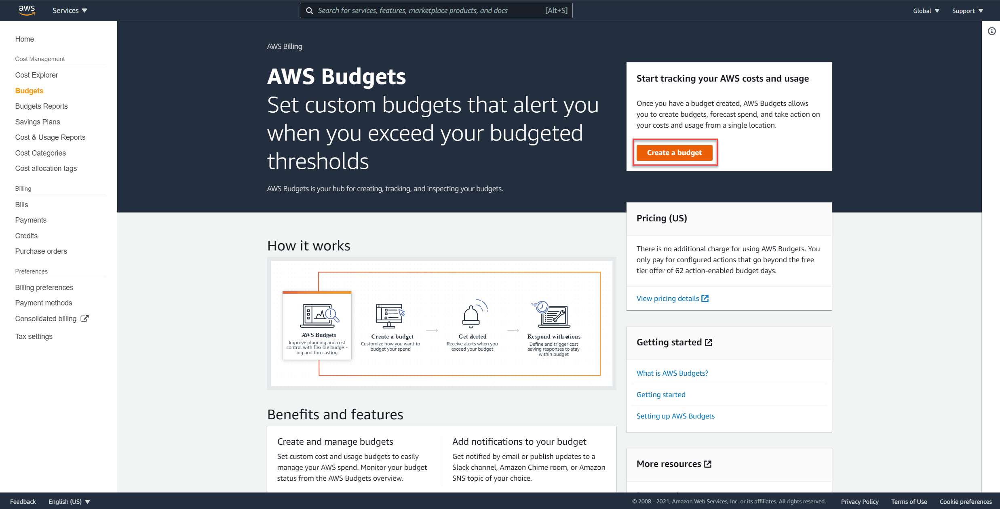 aws
Services
Search for services, features, marketplace products, and docs
[Alt+S]
Global
Support
Home
Cost Management
Cost Explorer
Budgets
Budgets Reports
Savings Plans
Cost & Usage Reports
Cost Categories
Cost allocation tags
Billing
Bills
Payments
Credits
Purchase orders
Preferences
Billing preferences
Payment methods
Consolidated billing
Tax settings
AWS Billing
AWS Budgets
Set custom budgets that alert you
when you exceed your budgeted
thresholds
AWS Budgets is your hub for creating, tracking, and inspecting your budgets.
Start tracking your AWS costs and usage
Once you have a budget created, AWS Budgets allows
you to create budgets, forecast spend, and take action on
your costs and usage from a single location.
Create a budget
Pricing (US)
There is no additional charge for using AWS Budgets. You
only pay for configured actions that go beyond the free
tier offer of 62 action-enabled budget days.
View pricing details
Getting started
What is AWS Budgets?
Getting started
Setting up AWS Budgets
More resources
How it works
AWS Budgets
Improve planning and cost
control with flexible budge -
ing and forecasting
Create a budget
Customize how you want to
budget your spend
Get
Receive alerts when you
exceed your budget
Respond with
Define and trigger cost
saving responses to stay
within budget
Benefits and features
Create and manage budgets
Set custom cost and usage budgets to easily
manage your AWS spend. Monitor your budget
status from the AWS Budgets overview.
Add notifications to your budget
Get notified by email or publish updates to a
Slack channel, Amazon Chime room, or Amazon
SNS topic of your choice.
Feedback
English (US)
© 2008 - 2021, Amazon Web Services, Inc. or its affiliates. All rights reserved.
Privacy Policy
Terms of Use
Cookie preferences